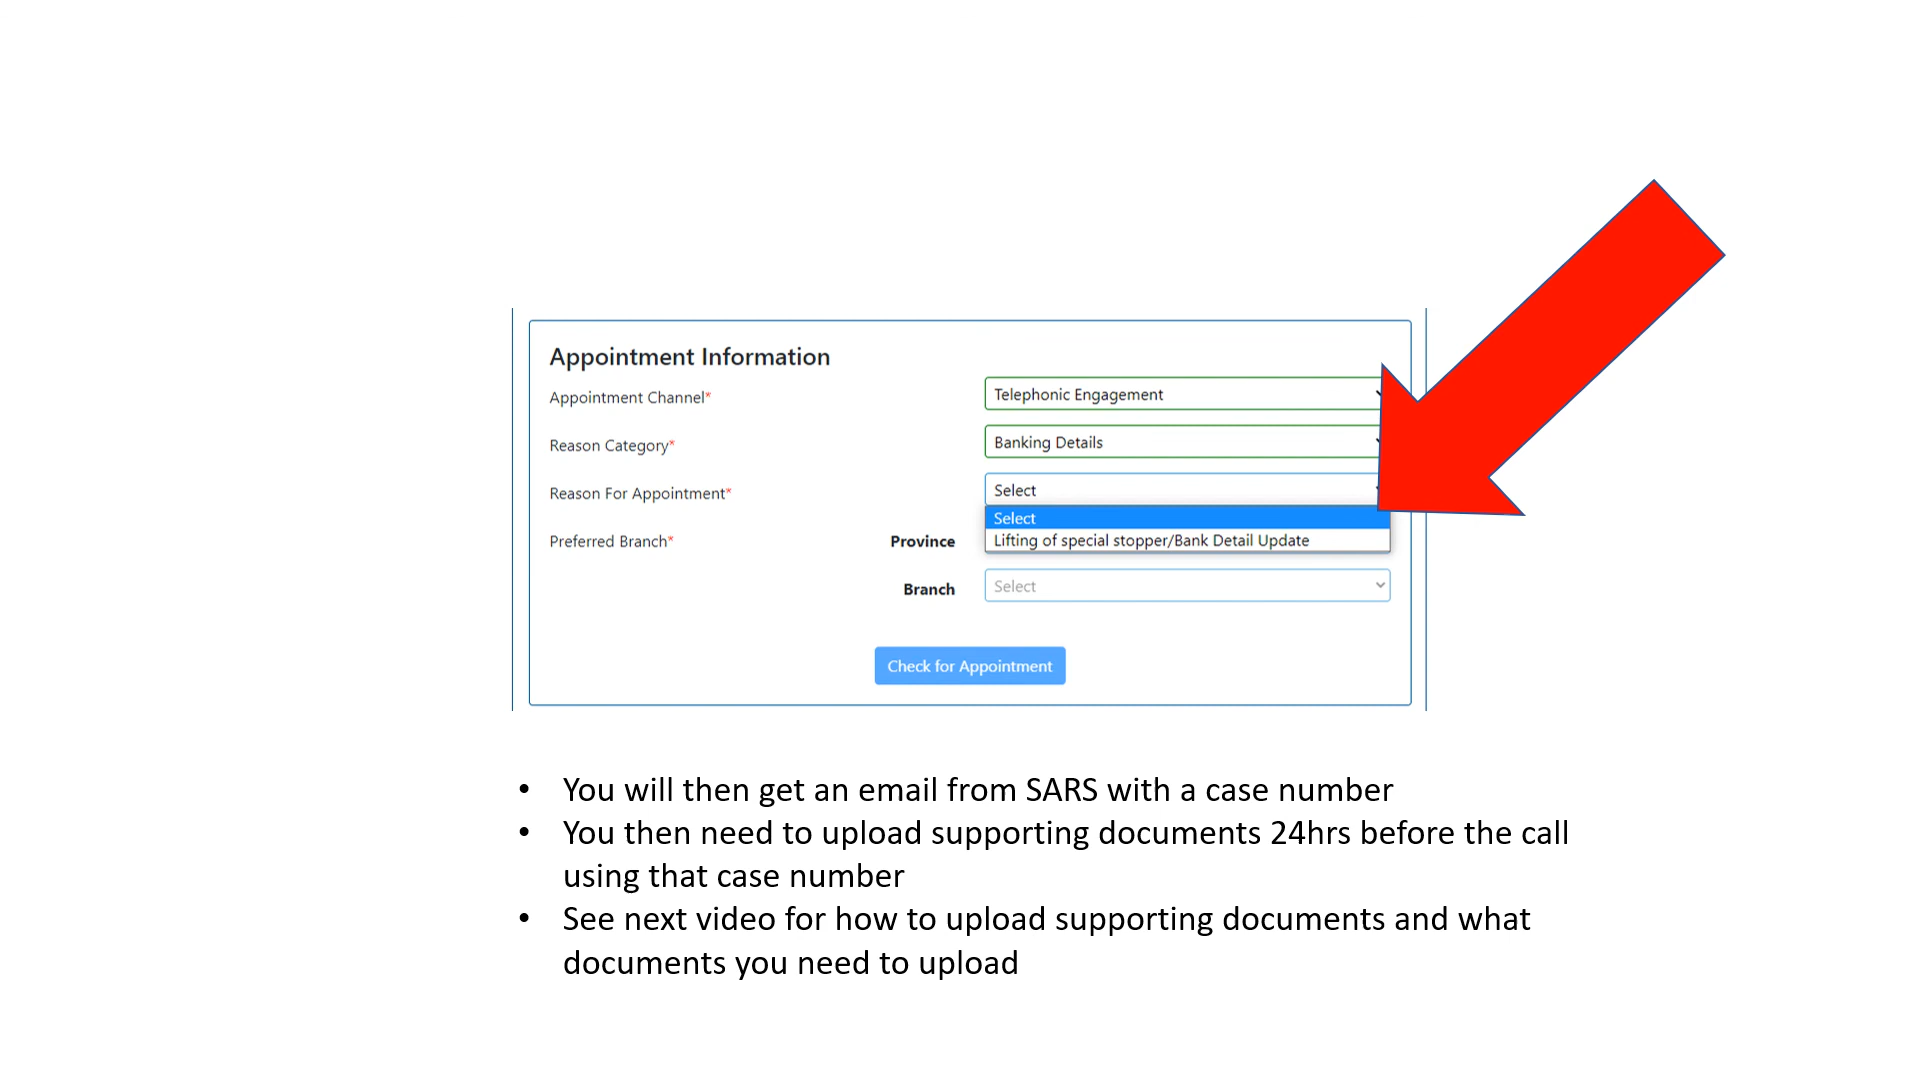 Appointment Information
Appointment Channel* Telephonic Engagement
Reason Category* Banking Details
Reason For Appointment* Select
Select
Preferred Branch* Province Lifting of special stopper/Bank Detail Update
Branch Select
Check for Appointment
• You will then get an email from SARS with a case number
• You then need to upload supporting documents 24hrs before the call
using that case number
• See next video for how to upload supporting documents and what
documents you need to upload